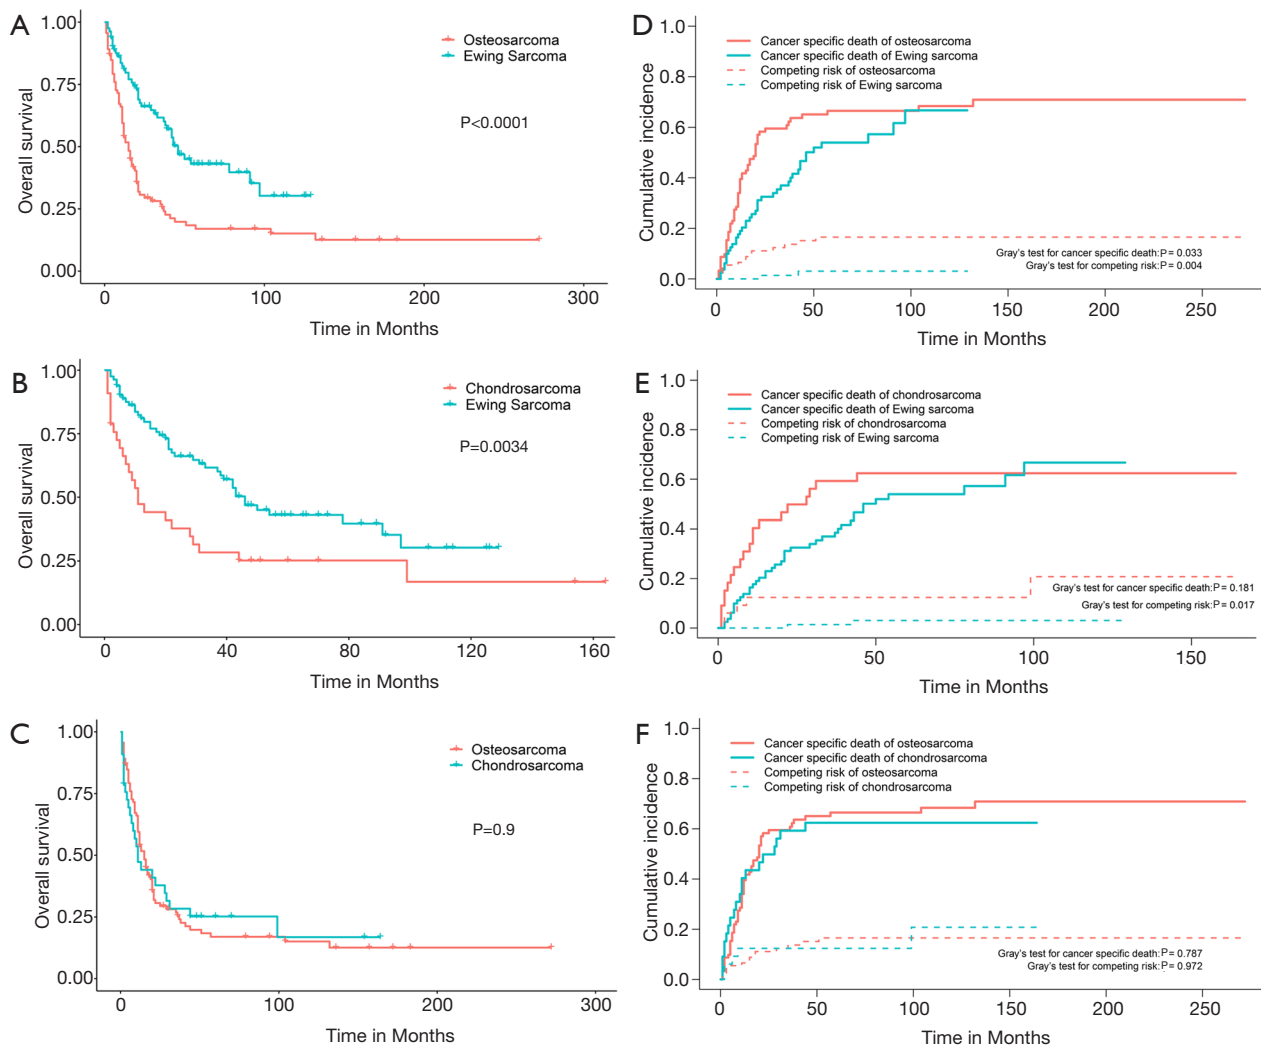 A
Osteosarcoma
Ewing Sarcoma
P<0.0001
Overall survival
1.00
0.75
0.50
0.25
0.00
0
100
200
300
Time in Months
D
Cancer specific death of osteosarcoma
Cancer specific death of Ewing sarcoma
Competing risk of osteosarcoma
Competing risk of Ewing sarcoma
Gray's test for cancer specific death:P = 0.033
Gray's test for competing risk:P = 0.004
Cumulative incidence
1.0
0.8
0.6
0.4
0.2
0.0
0
50
100
150
200
250
Time in Months
B
Chondrosarcoma
Ewing Sarcoma
P=0.0034
Overall survival
1.00
0.75
0.50
0.25
0.00
0
40
80
120
160
Time in Months
E
Cancer specific death of chondrosarcoma
Cancer specific death of Ewing sarcoma
Competing risk of chondrosarcoma
Competing risk of Ewing sarcoma
Gray's test for cancer specific death:P = 0.181
Gray's test for competing risk:P = 0.017
Cumulative incidence
1.0
0.8
0.6
0.4
0.2
0.0
0
50
100
150
Time in Months
C
Osteosarcoma
Chondrosarcoma
P=0.9
Overall survival
1.00
0.75
0.50
0.25
0.00
0
100
200
300
Time in Months
F
Cancer specific death of osteosarcoma
Cancer specific death of chondrosarcoma
Competing risk of osteosarcoma
Competing risk of chondrosarcoma
Gray's test for cancer specific death:P = 0.787
Gray's test for competing risk:P = 0.972
Cumulative incidence
1.0
0.8
0.6
0.4
0.2
0.0
0
50
100
150
200
250
Time in Months